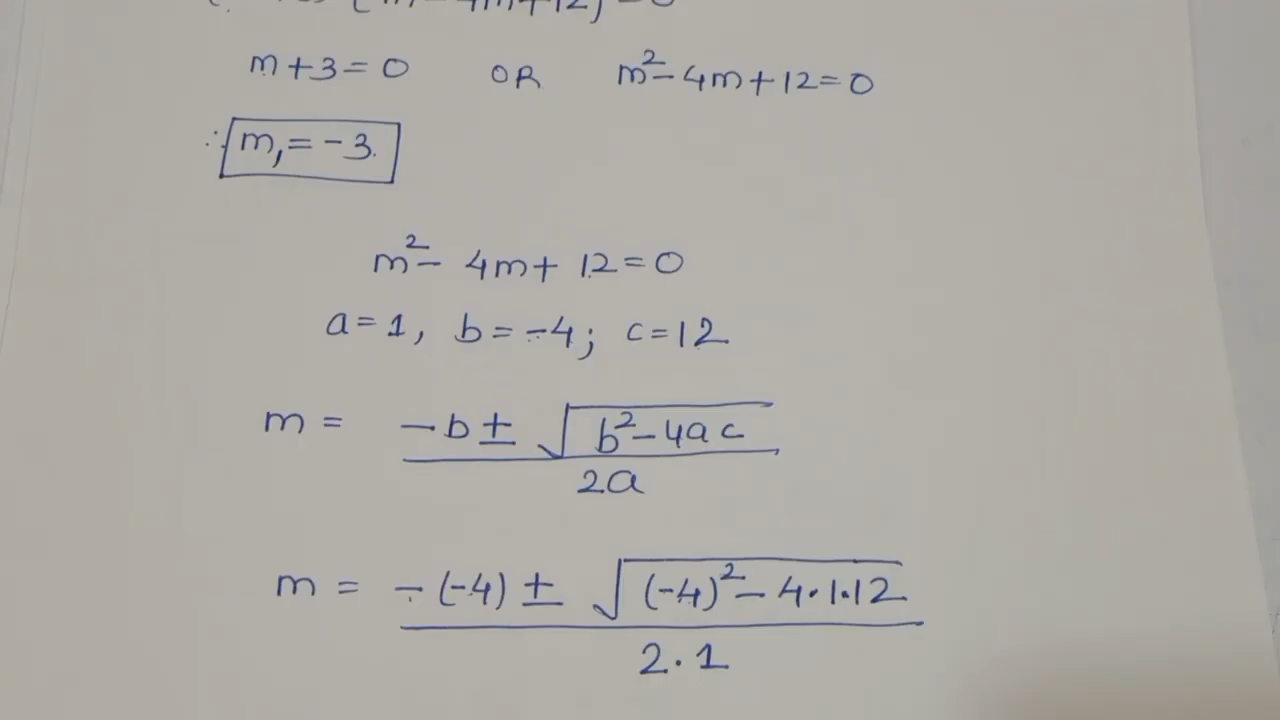 m+3=0 OR m²-4m+12=0
∴ m₁=-3.
m²-4m+12=0
a=1, b=-4; c=12
m = -b±√(b²-4ac) / 2a
m = -(-4)±√((-4)²-4·1·12) / 2·1